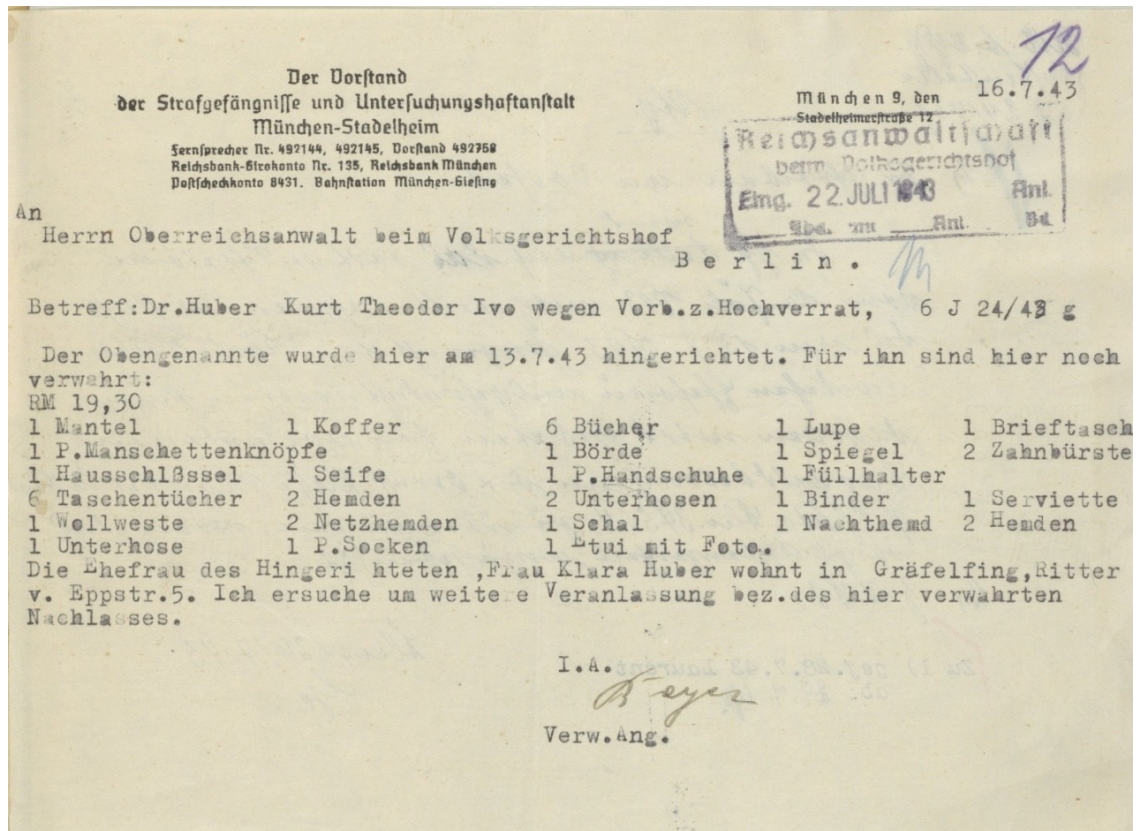 12
Der Vorstand
der Strafgefängnisse und Untersuchungshaftanstalt
München-Stadelheim
Fernsprecher Nr. 492144, 492145, Vorstand 492758
Reichsbank-Girokonto Nr. 135, Reichsbank München
Postscheckkonto 8431. Bahnstation München-Giesing
München 9, den 16.7.43
Stadelheimerstraße 12
Reichsanwaltschaft
beim Volksgerichtshof
Eing. 22. JULI 1943 Anl.
Bd. Anl. Bd.
An
Herrn Oberreichsanwalt beim Volksgerichtshof
Berlin.
Betreff:Dr.Huber Kurt Theodor Ivo wegen Vorb.z.Hochverrat, 6 J 24/43 g
Der Obengenannte wurde hier am 13.7.43 hingerichtet. Für ihn sind hier noch
verwahrt:
RM 19,30
1 Mantel 1 Koffer 6 Bücher 1 Lupe 1 Brieftasch
1 P.Manschettenknöpfe 1 Börde 1 Spiegel 2 Zahnbürste
1 Hausschlßssel 1 Seife 1 P.Handschuhe 1 Füllhalter
6 Taschentücher 2 Hemden 2 Unterhosen 1 Binder 1 Serviette
1 Wollweste 2 Netzhemden 1 Schal 1 Nachthemd 2 Hemden
1 Unterhose 1 P.Socken 1 Etui mit Foto.
Die Ehefrau des Hingeri hteten ,Frau Klara Huber wohnt in Gräfelfing,Ritter
v. Eppstr.5. Ich ersuche um weitere Veranlassung bez.des hier verwahrten
Nachlasses.
I.A.
Beyer
Verw.Ang.